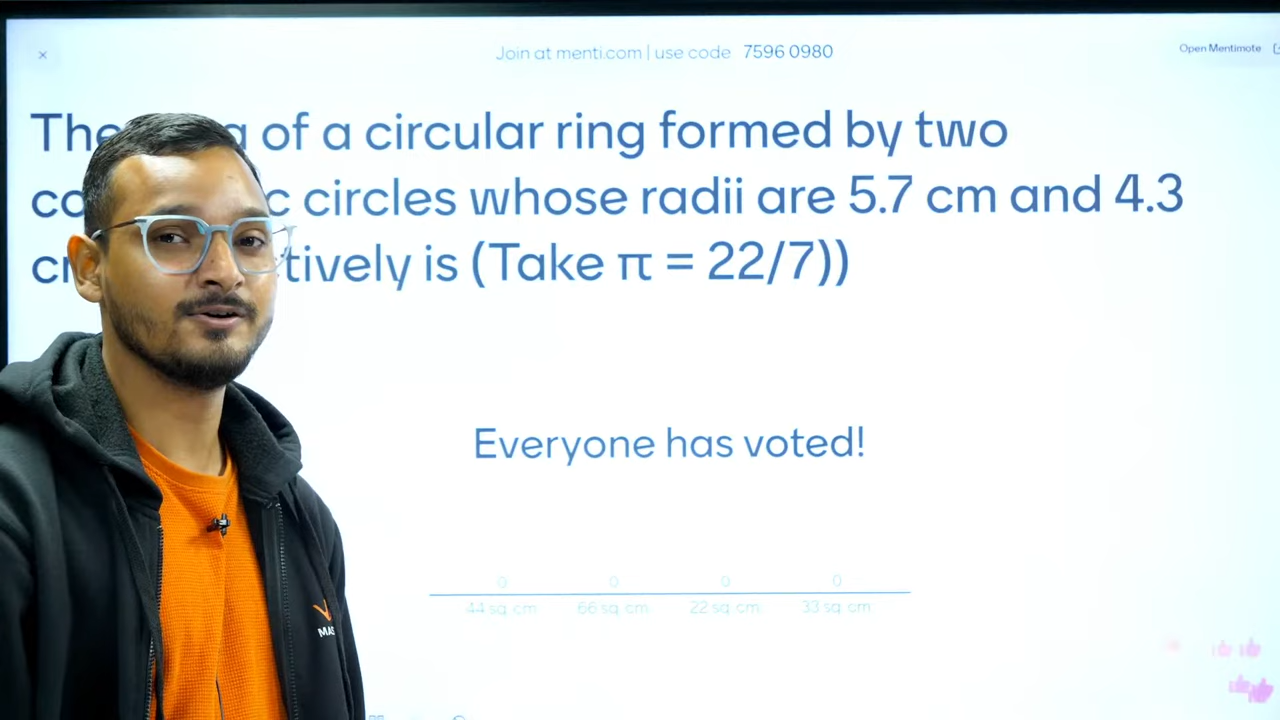 Join at menti.com | use code 7596 0980
Open Mentimote
The a of a circular ring formed by two
co c circles whose radii are 5.7 cm and 4.3
c tively is (Take π = 22/7))
Everyone has voted!
0 0 0 0
44 sq. cm 66 sq. cm 22 sq. cm 33 sq. cm
MAS